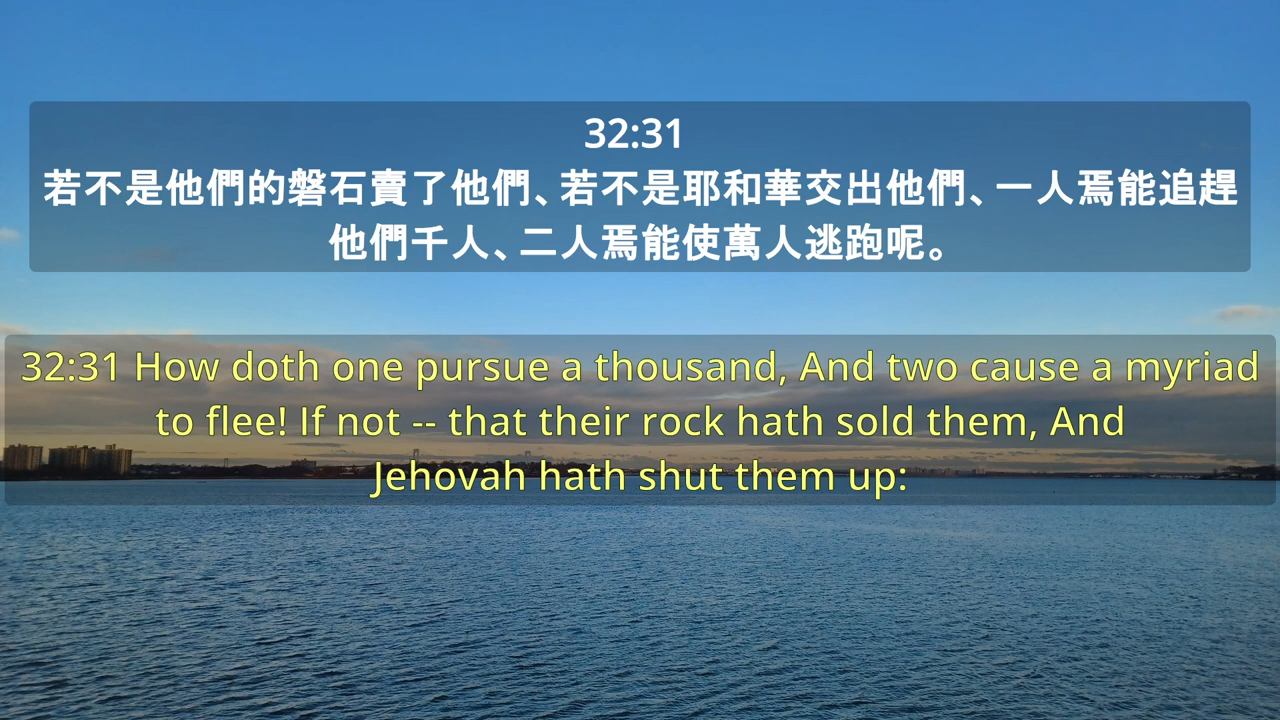 32:31
若不是他們的磐石賣了他們、若不是耶和華交出他們、一人焉能追趕
他們千人、二人焉能使萬人逃跑呢。
32:31 How doth one pursue a thousand, And two cause a myriad
to flee! If not -- that their rock hath sold them, And
Jehovah hath shut them up: